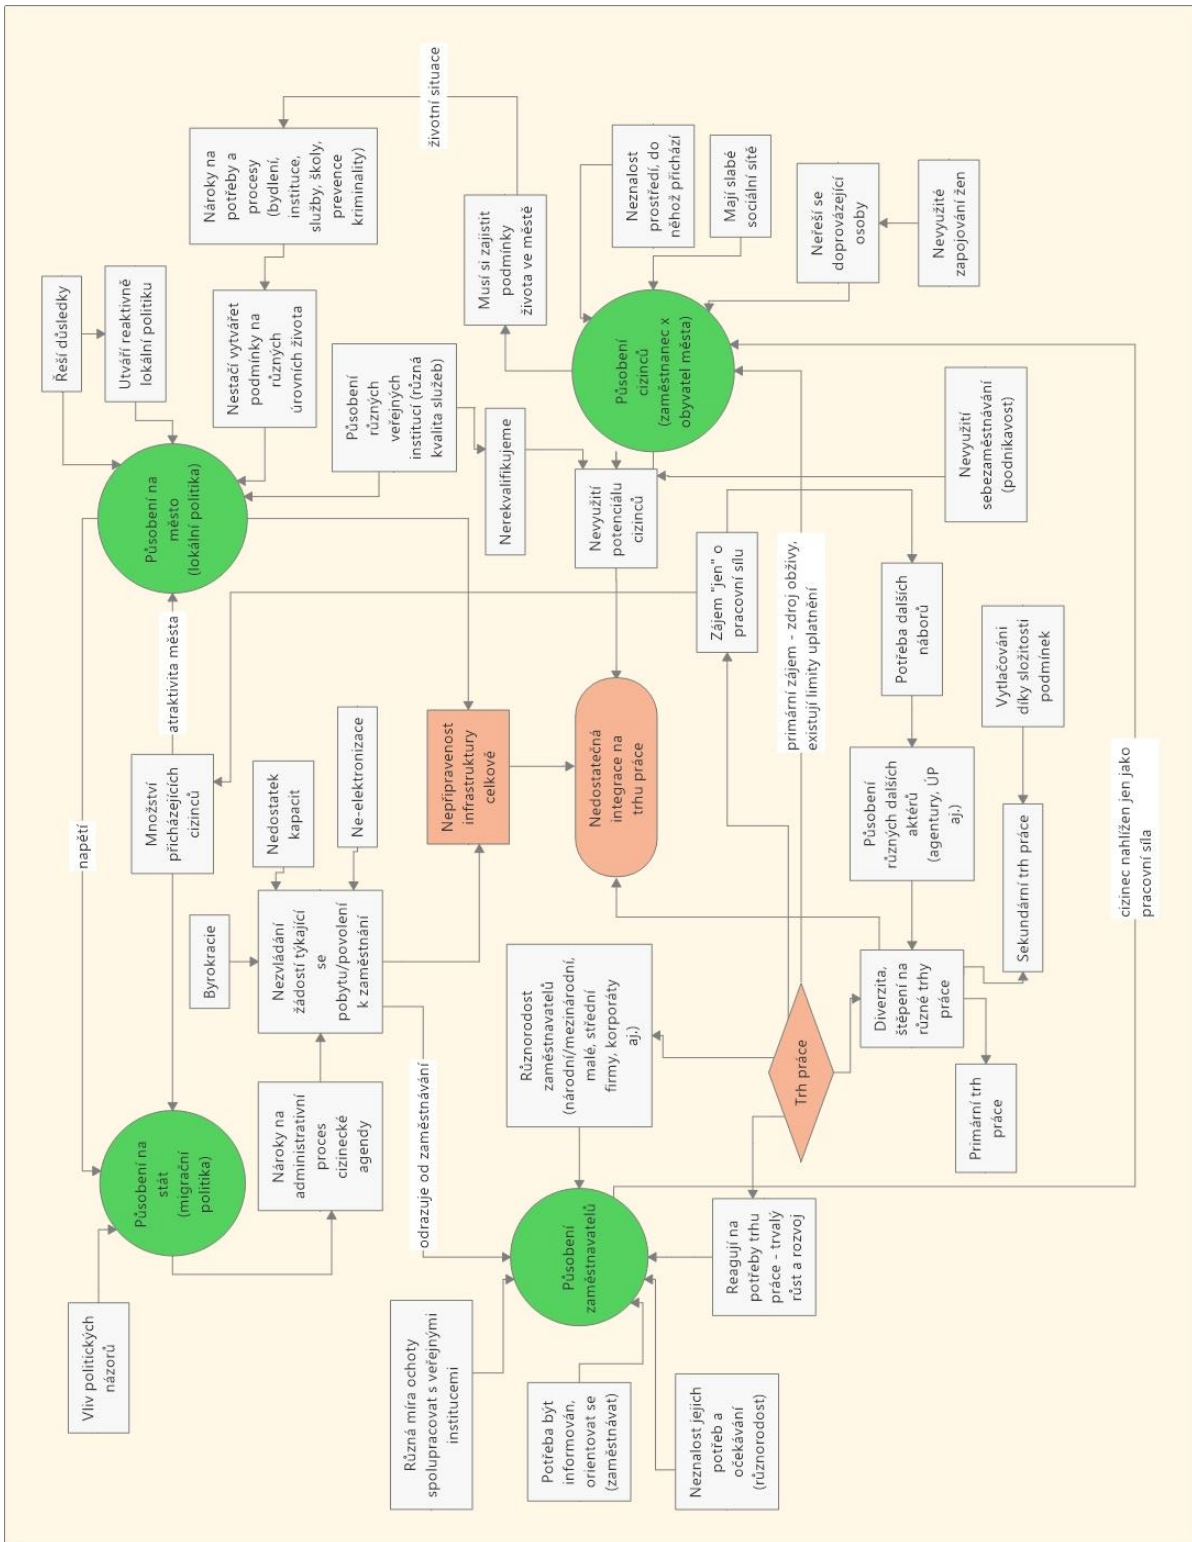 Vliv politických
názorů
Působení na
stát
(migrační
politika)
napětí
Množství
přicházejících
cizinců
atraktivita města
Působení na
město
(lokální politika)
Řeší důsledky
Utváří reaktivně
lokální politiku
Nároky na
potřeby a
procesy
(bydlení,
instituce,
služby, školy,
prevence
kriminality)
Nestačí vytvářet
podmínky na
různých
úrovních života
životní situace
Byrokracie
Nedostatek
kapacit
Ne-elektronizace
Nezvládání
žádostí týkající
se
pobytu/povolení
k zaměstnání
Nároky na
administrativní
proces
cizinecké
agendy
odrazuje od zaměstnávání
Působení
různých
veřejných
institucí (různá
kvalita služeb)
Nerekvalifikujeme
Musí si zajistit
podmínky
života ve městě
Různá míra ochoty
spolupracovat s veřejnými
institucemi
Nepřipravenost
infrastruktury
celkově
Potřeba být
informován,
orientovat se
(zaměstnávat)
Působení
zaměstnavatelů
Různorodost
zaměstnavatelů
(národní/mezinárodní,
malé, střední
firmy, korporáty
aj.)
Nedostatečná
integrace na
trhu práce
Nevyužití
potenciálu
cizinců
Působení
cizinců
(zaměstnanec x
obyvatel města)
Neznalost
prostředí, do
něhož přichází
Mají slabé
sociální sítě
Neřeší se
doprovázející
osoby
Nevyužité
zapojování žen
Neznalost jejich
potřeb a
očekávání
(různorodost)
Reagují na
potřeby trhu
práce - trvalý
růst a rozvoj
Trh práce
Zájem "jen" o
pracovní sílu
primární zájem - zdroj obživy,
existují limity uplatnění
Diverzita,
štěpení na
různé trhy
práce
Působení
různých dalších
aktérů
(agentury, ÚP
aj.)
Potřeba dalších
náborů
Nevyužití
sebezaměstnávání
(podnikavost)
Primární trh
práce
Sekundární trh práce
Vytlačováni
díky složitosti
podmínek
cizinec nahlížen jen jako
pracovní síla